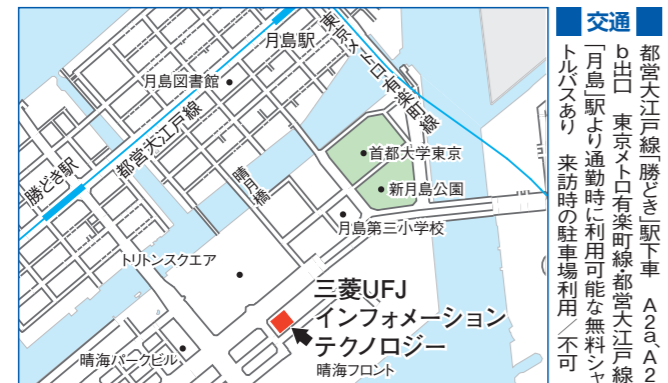 交通
都営大江戸線「勝どき」駅下車 A2a、A2
b出口 東京メトロ有楽町線・都営大江戸線
「月島」駅より通勤時に利用可能な無料シャ
トルバスあり 来訪時の駐車場利用/不可
月島駅
東京メトロ・有楽町線
月島図書館
都営大江戸線
勝どき駅
晴月橋
首都大学東京
新月島公園
月島第三小学校
トリトンスクエア
三菱UFJ
インフォメーション
テクノロジー
晴海フロント
晴海パークビル